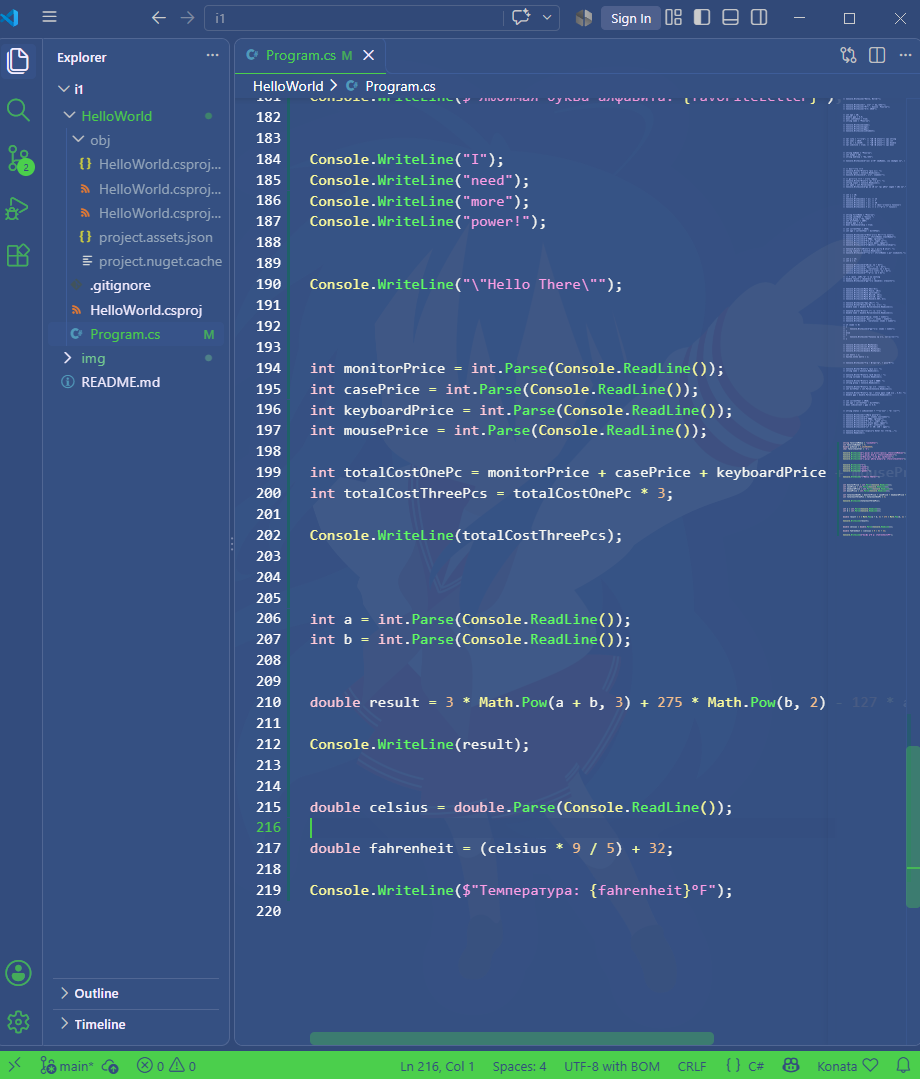 i1
Sign In
Explorer
Program.cs M
i1
HelloWorld > Program.cs
HelloWorld
obj
HelloWorld.csproj...
HelloWorld.csproj...
HelloWorld.csproj...
project.assets.json
project.nuget.cache
.gitignore
HelloWorld.csproj
Program.cs M
img
README.md
Outline
Timeline
181 Console.WriteLine($"Любимая буква алфавита: {favoriteLetter}");
182
183
184 Console.WriteLine("I");
185 Console.WriteLine("need");
186 Console.WriteLine("more");
187 Console.WriteLine("power!");
188
189
190 Console.WriteLine("\"Hello There\"");
191
192
193
194 int monitorPrice = int.Parse(Console.ReadLine());
195 int casePrice = int.Parse(Console.ReadLine());
196 int keyboardPrice = int.Parse(Console.ReadLine());
197 int mousePrice = int.Parse(Console.ReadLine());
198
199 int totalCostOnePc = monitorPrice + casePrice + keyboardPrice
200 int totalCostThreePcs = totalCostOnePc * 3;
201
202 Console.WriteLine(totalCostThreePcs);
203
204
205
206 int a = int.Parse(Console.ReadLine());
207 int b = int.Parse(Console.ReadLine());
208
209
210 double result = 3 * Math.Pow(a + b, 3) + 275 * Math.Pow(b, 2) - 127 *
211
212 Console.WriteLine(result);
213
214
215 double celsius = double.Parse(Console.ReadLine());
216
217 double fahrenheit = (celsius * 9 / 5) + 32;
218
219 Console.WriteLine($"Температура: {fahrenheit}°F");
220
2
main*
0
0
Ln 216, Col 1
Spaces: 4
UTF-8 with BOM
CRLF
{ } C#
Konata